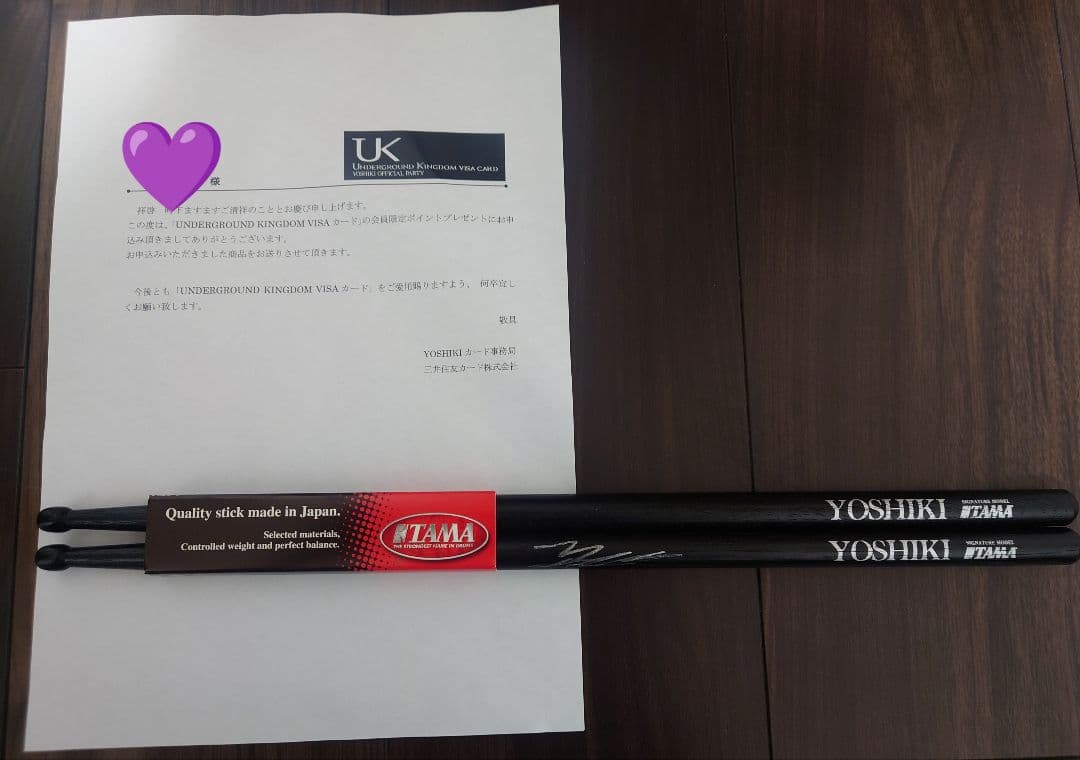 様
UK
UNDERGROUND KINGDOM VISA CARD
YOSHIKI OFFICIAL PARTY
拝啓 時下ますますご清祥のこととお慶び申し上げます。
この度は、「UNDERGROUND KINGDOM VISA カード」の会員限定ポイントプレゼントにお申
込み頂きましてありがとうございます。
お申込みいただきました商品をお送りさせて頂きます。
今後とも「UNDERGROUND KINGDOM VISA カード」をご愛用賜りますよう、 何卒宜し
くお願い致します。
敬具
YOSHIKI カード事務局
三井住友カード株式会社
Quality stick made in Japan.
Selected materials,
Controlled weight and perfect balance.
TAMA
THE STRONGEST NAME IN DRUMS
YOSHIKI SIGNATURE MODEL TAMA
YOSHIKI SIGNATURE MODEL TAMA